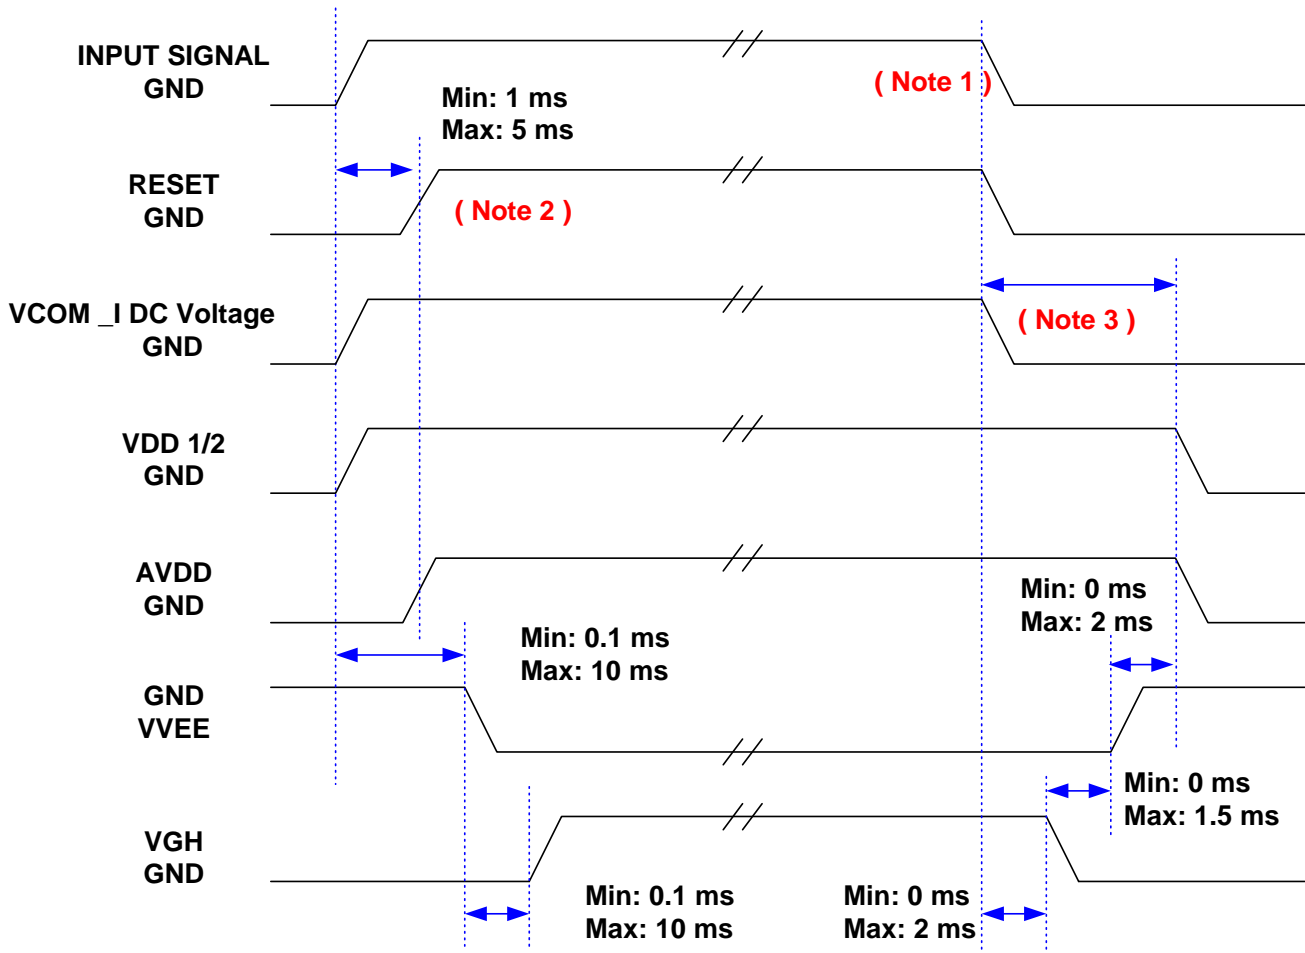 INPUT SIGNAL
GND
( Note 1 )
Min: 1 ms
Max: 5 ms
RESET
GND
( Note 2 )
VCOM _I DC Voltage
GND
( Note 3 )
VDD 1/2
GND
AVDD
GND
Min: 0 ms
Max: 2 ms
Min: 0.1 ms
Max: 10 ms
GND
VVEE
Min: 0 ms
Max: 1.5 ms
VGH
GND
Min: 0.1 ms
Max: 10 ms
Min: 0 ms
Max: 2 ms